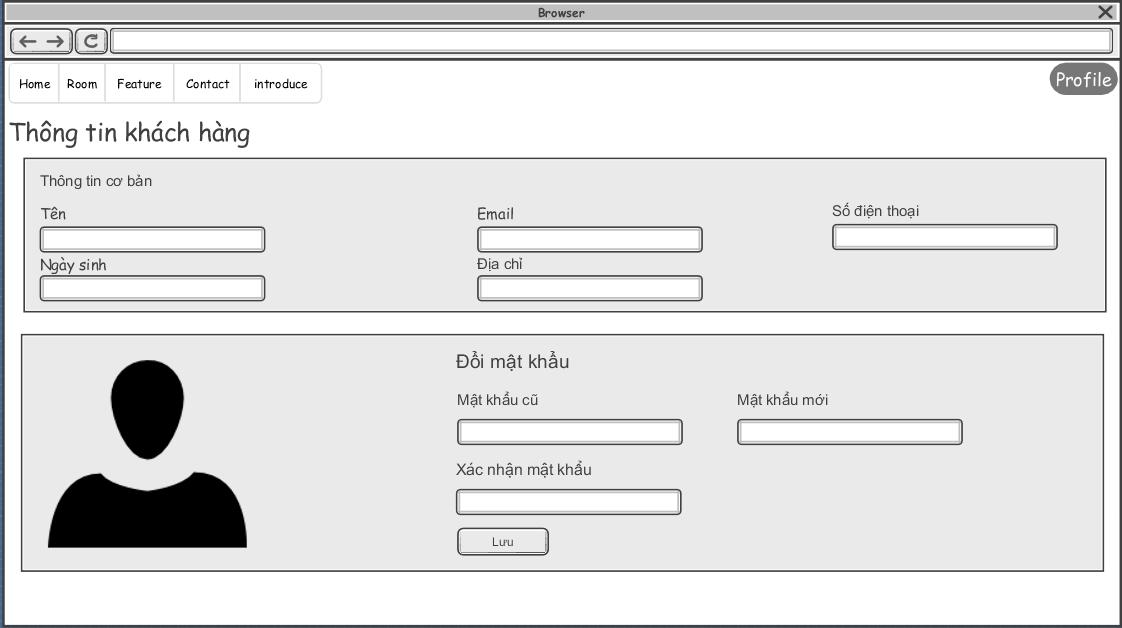 Browser
Home Room Feature Contact introduce Profile
Thông tin khách hàng
Thông tin cơ bản
Tên Email Số điện thoại
Ngày sinh Địa chỉ
Đổi mật khẩu
Mật khẩu cũ Mật khẩu mới
Xác nhận mật khẩu
Lưu